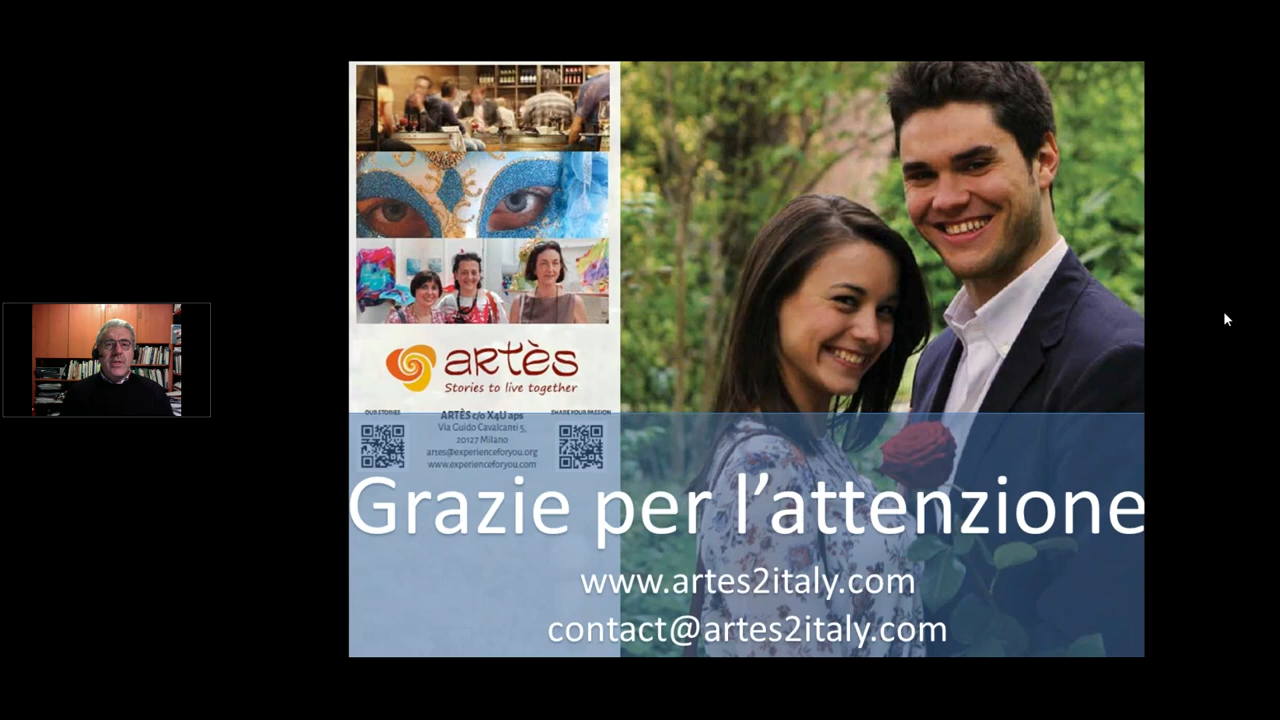 artès
Stories to live together
OUR STORIES
ARTÈS c/o X4U aps
SHARE YOUR PASSION
Via Guido Cavalcanti 5,
20127 Milano
artes@experienceforyou.org
www.experienceforyou.com
Grazie per l’attenzione
www.artes2italy.com
contact@artes2italy.com